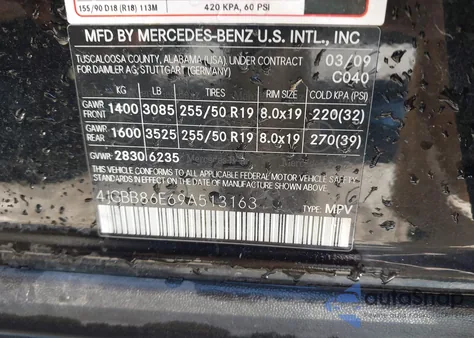 155/90 D18 (R18) 113M 420 KPA, 60 PSI
MFD BY MERCEDES-BENZ U.S. INTL., INC
TUSCALOOSA COUNTY, ALABAMA (USA) UNDER CONTRACT 03/09
FOR DAIMLER AG, STUTTGART (GERMANY) C040
KG LB TIRES RIM SIZE COLD KPA (PSI)
GAWR FRONT 1400 3085 255/50 R19 8.0x19 220(32)
GAWR REAR 1600 3525 255/50 R19 8.0x19 270(39)
GVWR 2830 6235
THIS VEHICLE CONFORMS TO ALL APPLICABLE FEDERAL MOTOR VEHICLE SAFETY
STANDARDS IN EFFECT ON THE DATE OF MANUFACTURE SHOWN ABOVE
4JGBB86E69A513163 TYPE: MPV
autoSnap